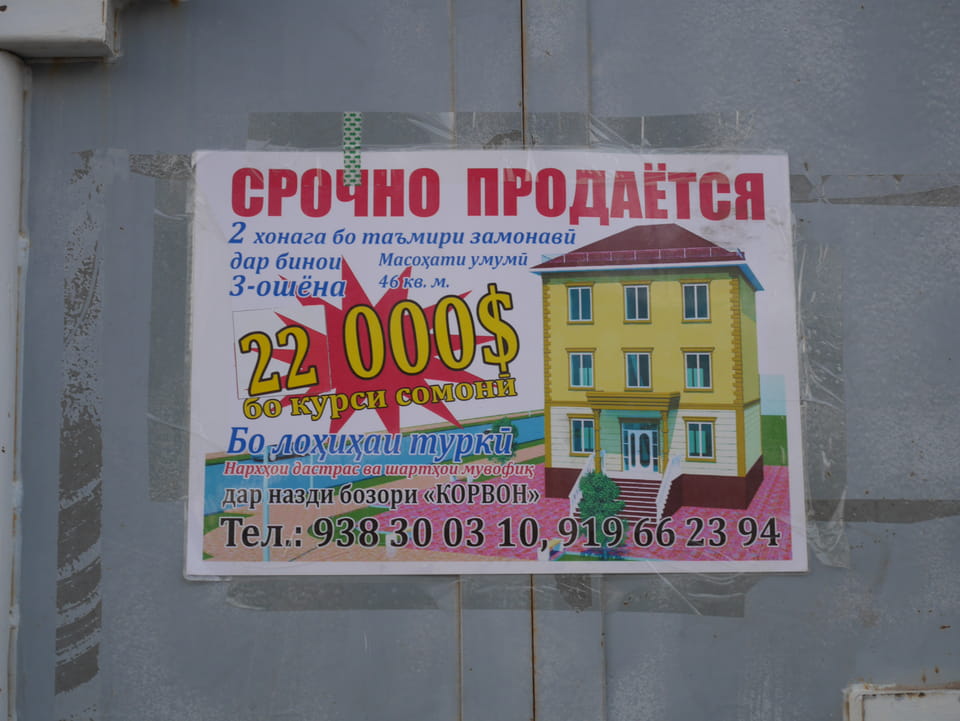 СРОЧНО ПРОДАЁТСЯ
2 хонага бо таъмири замонавӣ
дар бинои
3-ошёна
Масоҳати умумӣ
46 кв. м.
22 000$
бо курси сомонӣ
Бо лоҳиҳаи туркӣ
Нархҳои дастрас ва шартҳои мувофиқ
дар назди бозори «КОРВОН»
Тел.: 938 30 03 10, 919 66 23 94